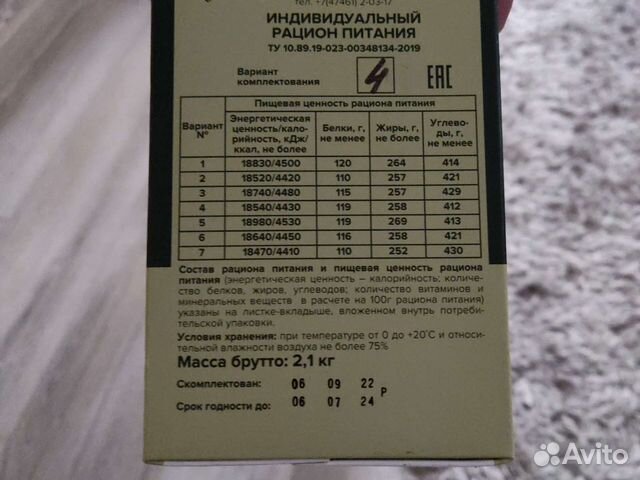 тел. +7(47461) 2-03-17
ИНДИВИДУАЛЬНЫЙ
РАЦИОН ПИТАНИЯ
ТУ 10.89.19-023-00348134-2019
Вариант
комплектования 4 ЕАС
Пищевая ценность рациона питания
Вариант № Энергетическая ценность/кало-рийность, кДж/ккал, не более Белки, г, не менее Жиры, г, не более Углево-ды, г, не менее
1 18830/4500 120 264 414
2 18520/4420 110 257 421
3 18740/4480 115 257 429
4 18540/4430 119 258 412
5 18980/4530 119 269 413
6 18640/4450 116 258 421
7 18470/4410 110 252 430
Состав рациона питания и пищевая ценность рациона
питания (энергетическая ценность – калорийность; количе-
ство белков, жиров, углеводов; количество витаминов и
минеральных веществ в расчете на 100г рациона питания)
указаны на листке-вкладыше, вложенном внутрь потреби-
тельской упаковки.
Условия хранения: при температуре от 0 до +20°С и относи-
тельной влажности воздуха не более 75%
Масса брутто: 2,1 кг
Скомплектован: 06 09 22
Р
Срок годности до: 06 07 24
Avito